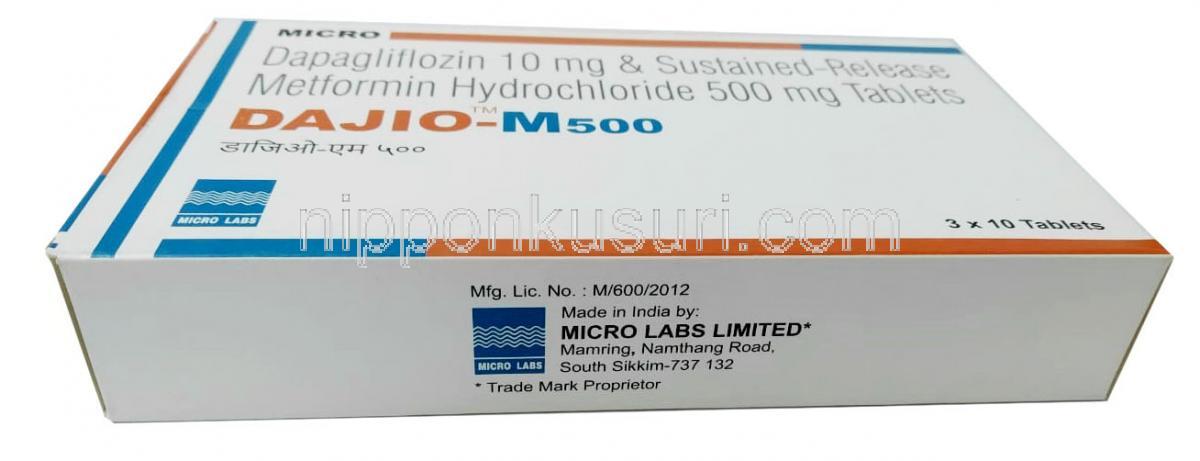 MICRO
Dapagliflozin 10 mg & Sustained-Release
Metformin Hydrochloride 500 mg Tablets
DAJIO™-M500
डाजिओ-एम ५००
MICRO LABS
nipponkusuri.com
3 x 10 Tablets
Mfg. Lic. No. : M/600/2012
Made in India by:
MICRO LABS LIMITED*
Mamring, Namthang Road,
South Sikkim-737 132
MICRO LABS
* Trade Mark Proprietor